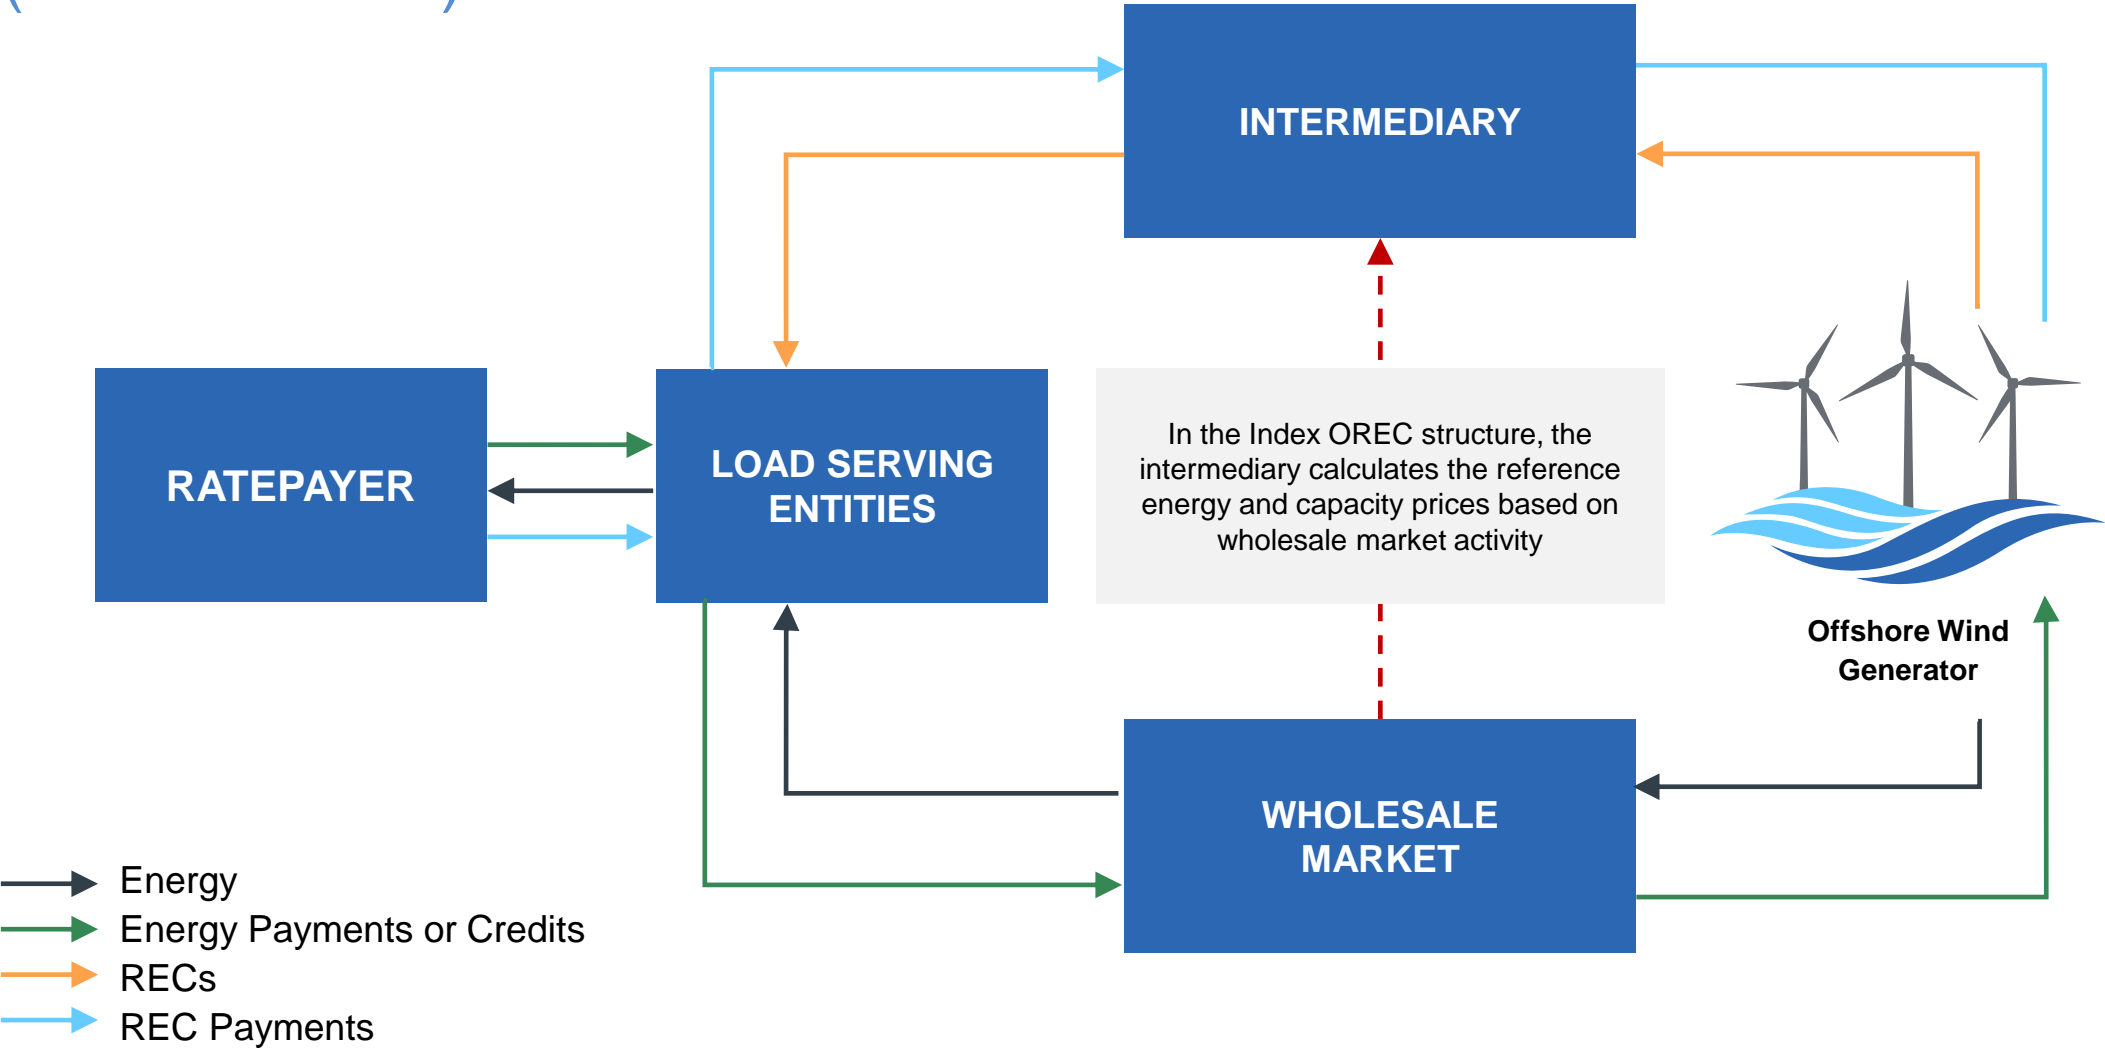 INTERMEDIARY
RATEPAYER
LOAD SERVING
ENTITIES
In the Index OREC structure, the
intermediary calculates the reference
energy and capacity prices based on
wholesale market activity
Offshore Wind
Generator
WHOLESALE
MARKET
Energy
Energy Payments or Credits
RECs
REC Payments